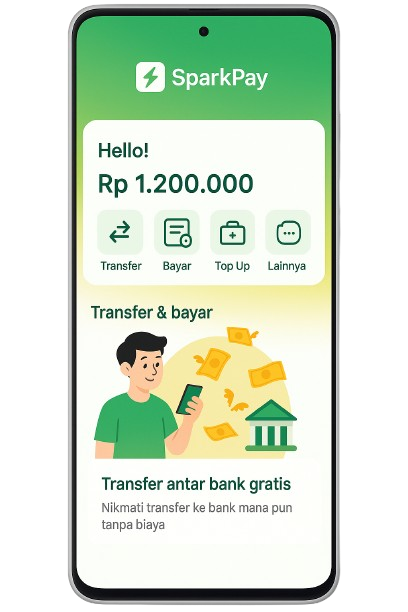 SparkPay
Hello!
Rp 1.200.000
Transfer
Bayar
Top Up
Lainnya
Transfer & bayar
Transfer antar bank gratis
Nikmati transfer ke bank mana pun
tanpa biaya